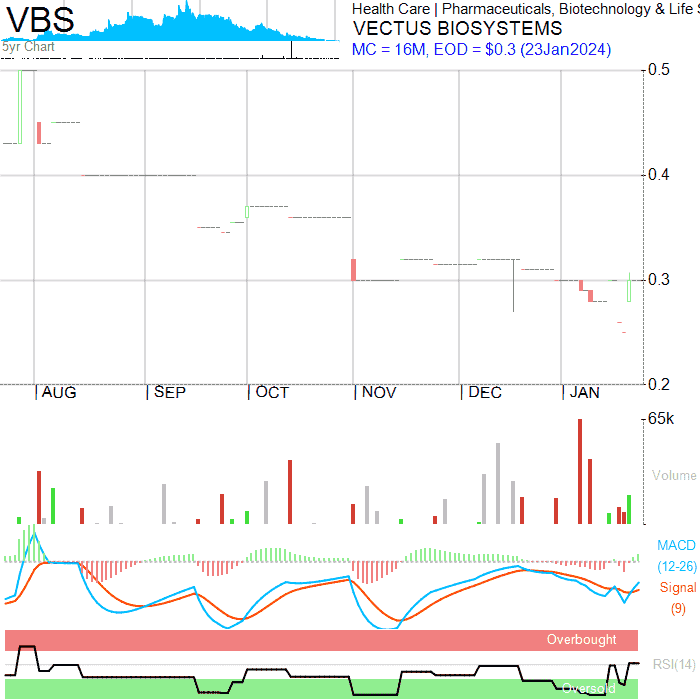 VBS
5yr Chart
Health Care | Pharmaceuticals, Biotechnology & Life S
VECTUS BIOSYSTEMS
MC = 16M, EOD = $0.3 (23Jan2024)
0.5
0.4
0.3
0.2
AUG SEP OCT NOV DEC JAN
65k
Volume
MACD
(12-26)
Signal
(9)
Overbought
RSI(14)
Oversold